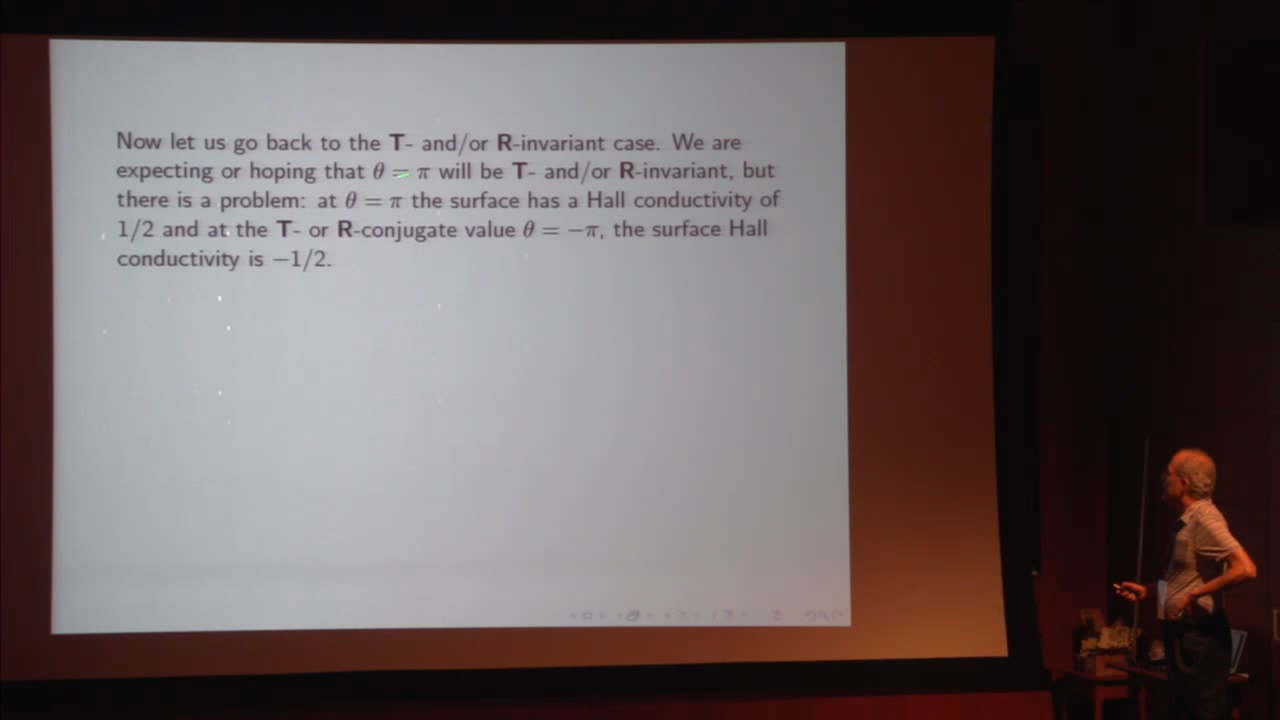 Now let us go back to the T- and/or R-invariant case. We are
expecting or hoping that θ = π will be T- and/or R-invariant, but
there is a problem: at θ = π the surface has a Hall conductivity of
1/2 and at the T- or R-conjugate value θ = −π, the surface Hall
conductivity is −1/2.